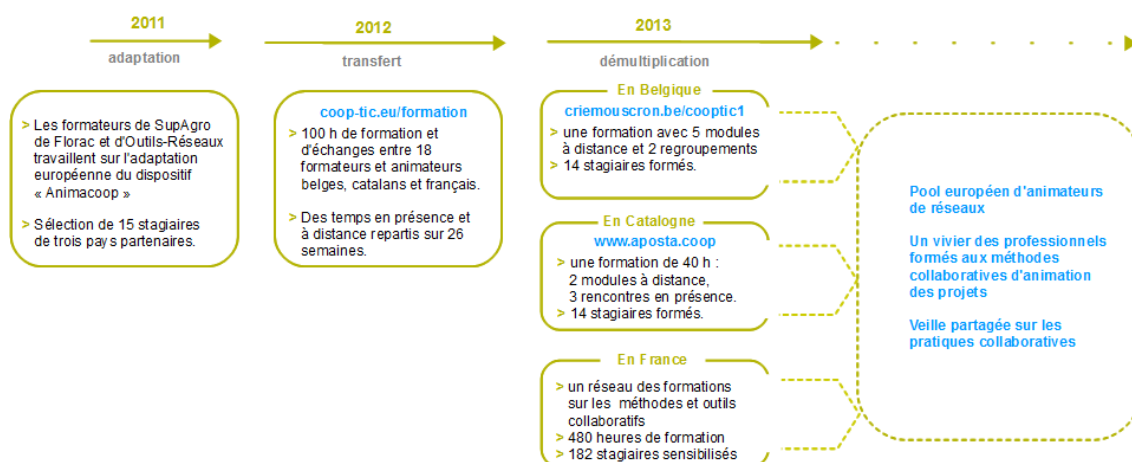 2011
adaptation
> Les formateurs de SupAgro
de Florac et d'Outils-Réseaux
travaillent sur l'adaptation
européenne du dispositif
« Animacoop »
> Sélection de 15 stagiaires
de trois pays partenaires.
2012
transfert
coop-tic.eu/formation
> 100 h de formation et
d'échanges entre 18
formateurs et animateurs
belges, catalans et français.
> Des temps en présence et
à distance repartis sur 26
semaines.
2013
démultiplication
En Belgique
criemouscron.be/cooptic1
> une formation avec 5 modules
à distance et 2 regroupements
> 14 stagiaires formés.
En Catalogne
www.aposta.coop
> une formation de 40 h :
2 modules à distance,
3 rencontres en présence.
> 14 stagiaires formés.
En France
> un réseau des formations
sur les méthodes et outils
collaboratifs
> 480 heures de formation
> 182 stagiaires sensibilisés
Pool européen d'animateurs
de réseaux
Un vivier des professionnels
formés aux méthodes
collaboratives d'animation
des projets
Veille partagée sur les
pratiques collaboratives